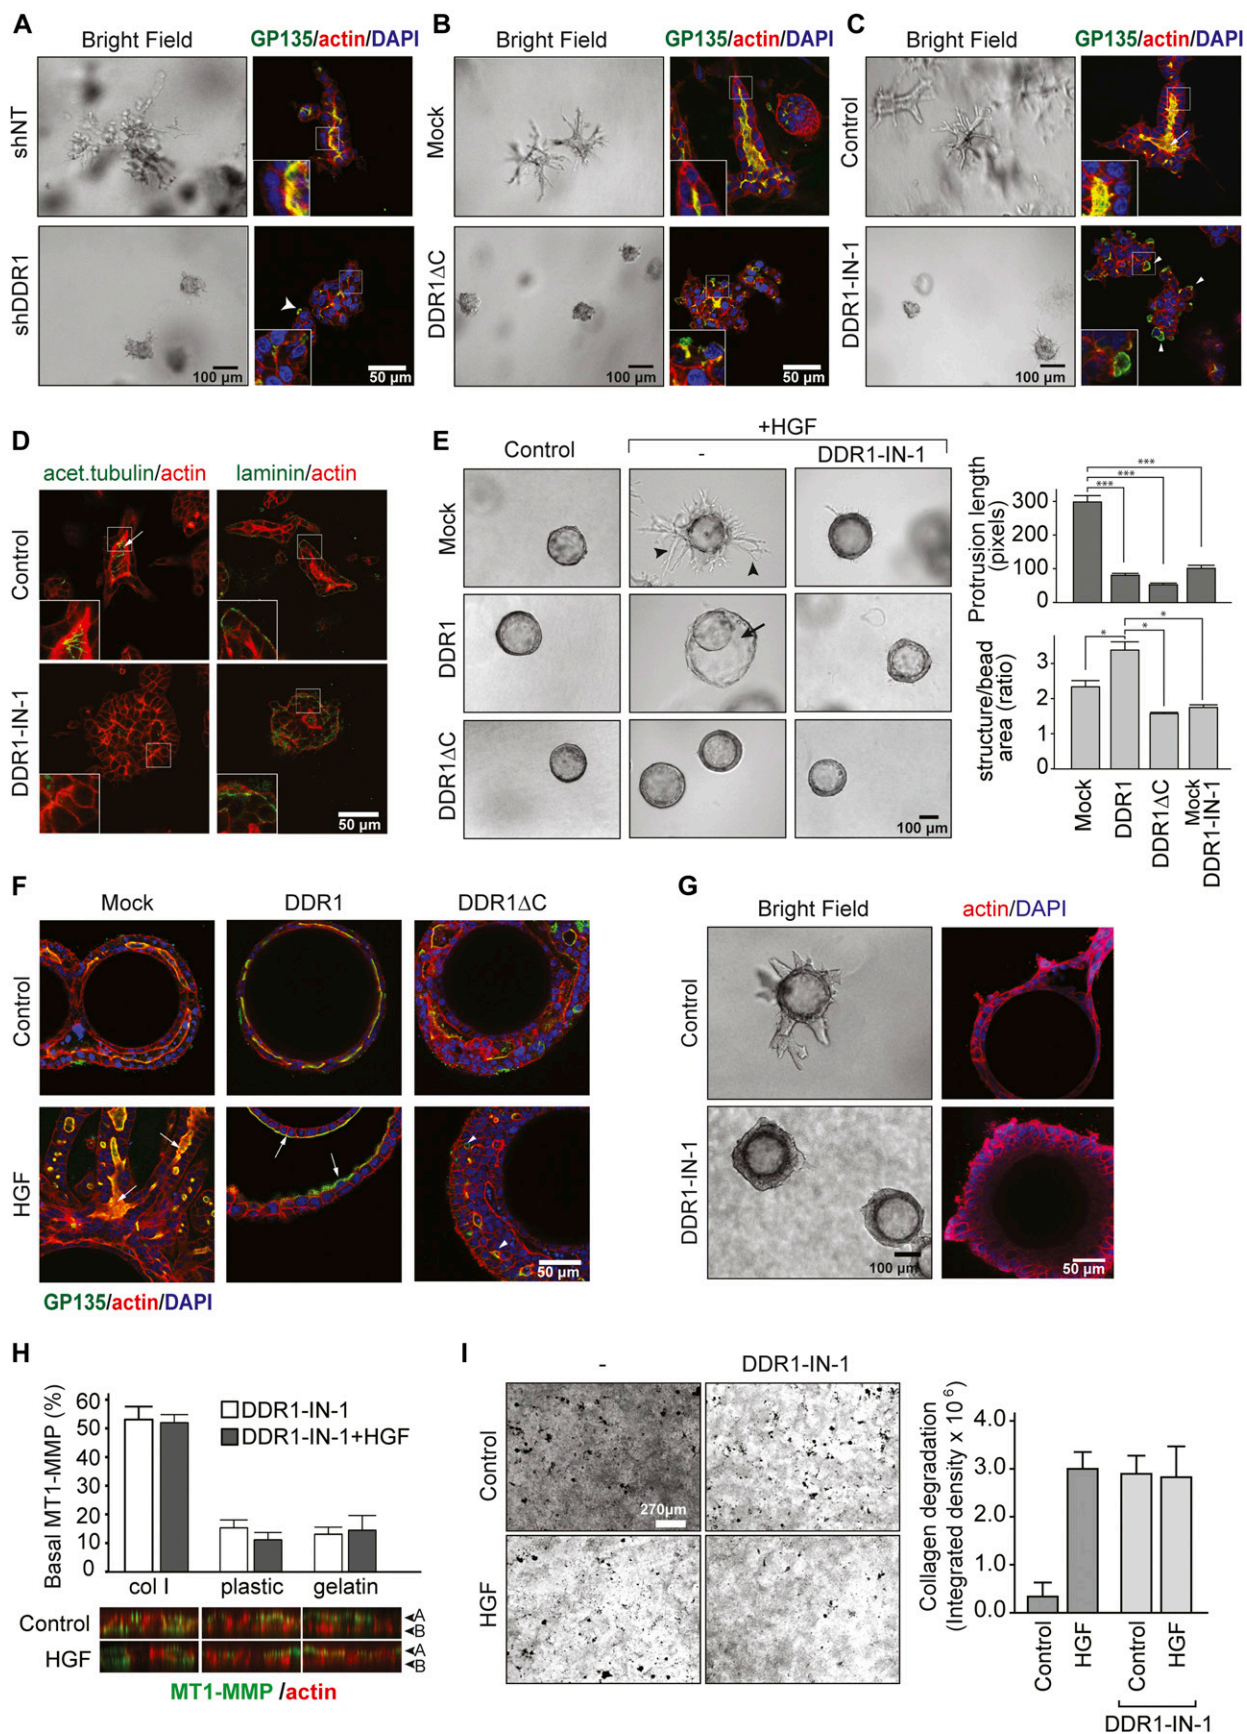 A
Bright Field GP135/actin/DAPI
shNT
shDDR1
100 µm
50 µm
B
Bright Field GP135/actin/DAPI
Mock
DDR1ΔC
100 µm
50 µm
C
Bright Field GP135/actin/DAPI
Control
DDR1-IN-1
100 µm
50 µm
D
acet.tubulin/actin laminin/actin
Control
DDR1-IN-1
50 µm
E
+HGF
Control - DDR1-IN-1
Mock
DDR1
DDR1ΔC
100 µm
Protrusion length
(pixels)
300
200
100
0
***
***
***
structure/bead
area (ratio)
3
2
1
0
*
*
*
Mock
DDR1
DDR1ΔC
Mock
DDR1-IN-1
F
Mock DDR1 DDR1ΔC
Control
HGF
50 µm
GP135/actin/DAPI
G
Bright Field actin/DAPI
Control
DDR1-IN-1
100 µm
50 µm
H
Basal MT1-MMP (%)
60
50
40
30
20
10
0
DDR1-IN-1
DDR1-IN-1+HGF
col I plastic gelatin
Control
A
B
HGF
A
B
MT1-MMP /actin
I
- DDR1-IN-1
Control
HGF
270µm
Collagen degradation
(Integrated density x 10⁶)
4.0
3.0
2.0
1.0
0.0
Control
HGF
Control
HGF
DDR1-IN-1